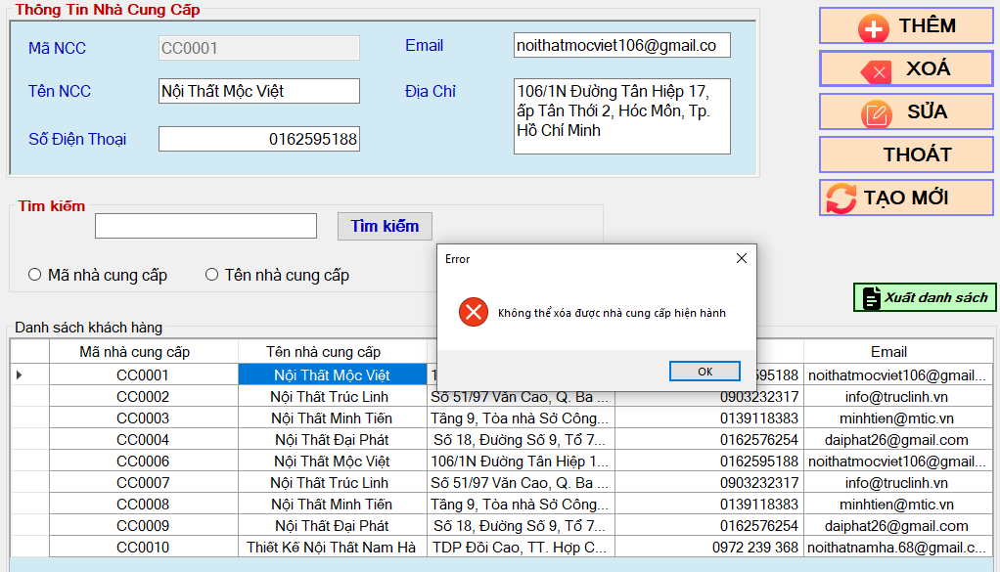 Thông Tin Nhà Cung Cấp
Mã NCC
CC0001
Email
noithatmocviet106@gmail.co
Tên NCC
Nội Thất Mộc Việt
Địa Chỉ
106/1N Đường Tân Hiệp 17,
ấp Tân Thới 2, Hóc Môn, Tp.
Hồ Chí Minh
Số Điện Thoại
0162595188
THÊM
XOÁ
SỬA
THOÁT
TẠO MỚI
Tìm kiếm
Tìm kiếm
Mã nhà cung cấp
Tên nhà cung cấp
Xuất danh sách
Error
Không thể xóa được nhà cung cấp hiện hành
OK
Danh sách khách hàng
Mã nhà cung cấp Tên nhà cung cấp Email
CC0001 Nội Thất Mộc Việt 595188 noithatmocviet106@gmail...
CC0002 Nội Thất Trúc Linh Số 51/97 Văn Cao, Q. Ba ... 0903232317 info@truclinh.vn
CC0003 Nội Thất Minh Tiến Tầng 9, Tòa nhà Sở Công... 0139118383 minhtien@mtic.vn
CC0004 Nội Thất Đại Phát Số 18, Đường Số 9, Tổ 7... 0162576254 daiphat26@gmail.com
CC0006 Nội Thất Mộc Việt 106/1N Đường Tân Hiệp 1... 0162595188 noithatmocviet106@gmail...
CC0007 Nội Thất Trúc Linh Số 51/97 Văn Cao, Q. Ba ... 0903232317 info@truclinh.vn
CC0008 Nội Thất Minh Tiến Tầng 9, Tòa nhà Sở Công... 0139118383 minhtien@mtic.vn
CC0009 Nội Thất Đại Phát Số 18, Đường Số 9, Tổ 7... 0162576254 daiphat26@gmail.com
CC0010 Thiết Kế Nội Thất Nam Hà TDP Đồi Cao, TT. Hợp C... 0972 239 368 noithatnamha.68@gmail.c...